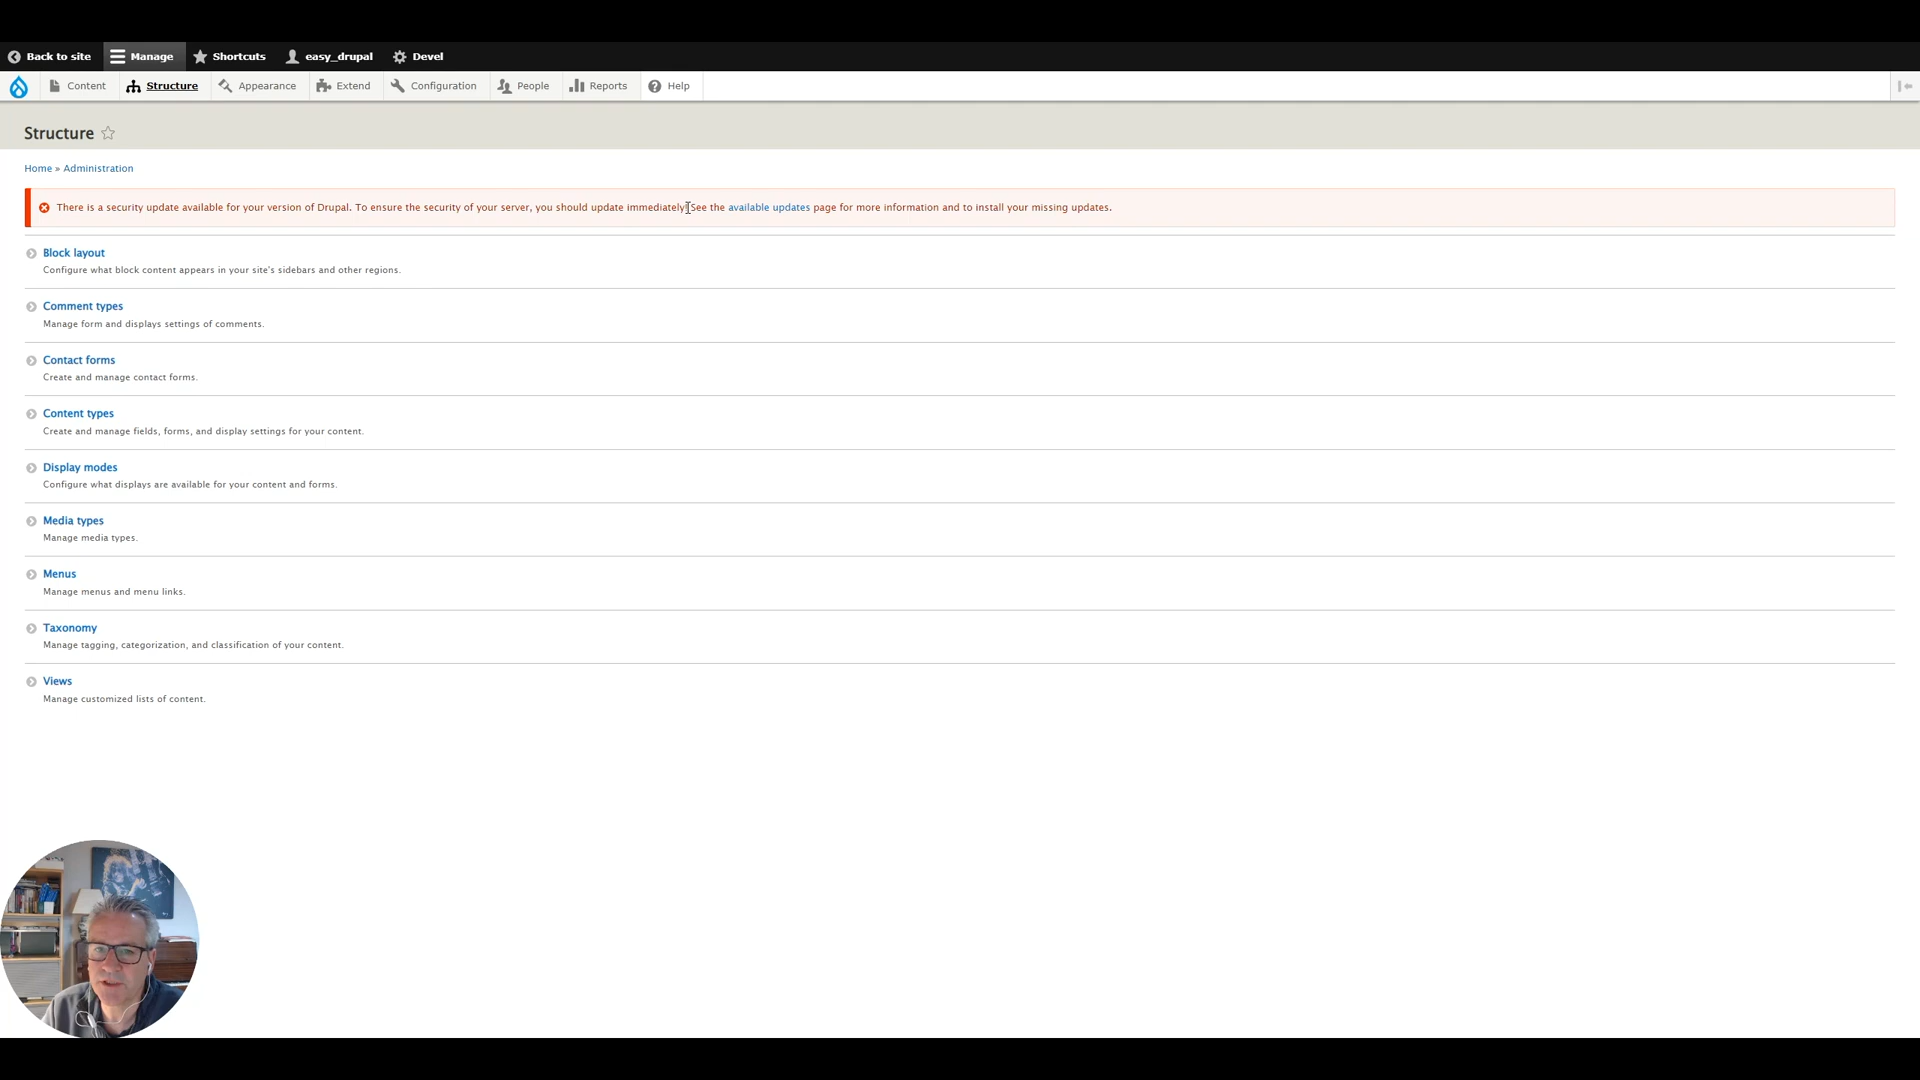 Back to site Manage Shortcuts easy_drupal Devel
Content Structure Appearance Extend Configuration People Reports Help
Structure
Home » Administration
There is a security update available for your version of Drupal. To ensure the security of your server, you should update immediately! See the available updates page for more information and to install your missing updates.
Block layout
Configure what block content appears in your site's sidebars and other regions.
Comment types
Manage form and displays settings of comments.
Contact forms
Create and manage contact forms.
Content types
Create and manage fields, forms, and display settings for your content.
Display modes
Configure what displays are available for your content and forms.
Media types
Manage media types.
Menus
Manage menus and menu links.
Taxonomy
Manage tagging, categorization, and classification of your content.
Views
Manage customized lists of content.